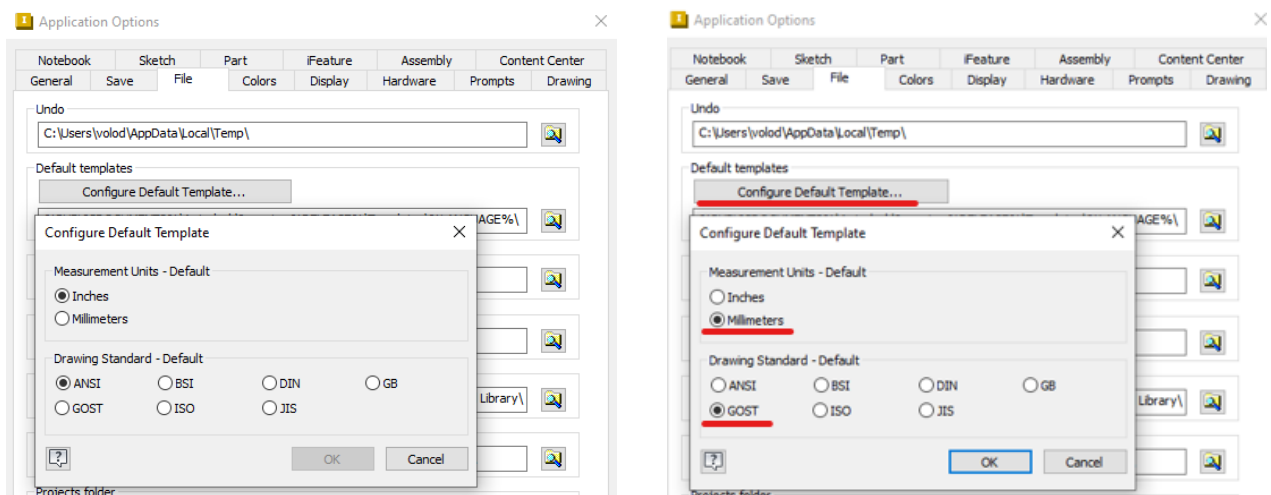 Application Options
Notebook Sketch Part iFeature Assembly Content Center
General Save File Colors Display Hardware Prompts Drawing
Undo
C:\Users\volod\AppData\Local\Temp\
Default templates
Configure Default Template...
AGE%\
Configure Default Template
Measurement Units - Default
Inches
Millimeters
Drawing Standard - Default
ANSI BSI DIN GB
GOST ISO JIS
Library\
OK Cancel
Projects folder
Application Options
Notebook Sketch Part iFeature Assembly Content Center
General Save File Colors Display Hardware Prompts Drawing
Undo
C:\Users\volod\AppData\Local\Temp\
Default templates
Configure Default Template...
AGE%\
Configure Default Template
Measurement Units - Default
Inches
Millimeters
Drawing Standard - Default
ANSI BSI DIN GB
GOST ISO JIS
Library\
OK Cancel